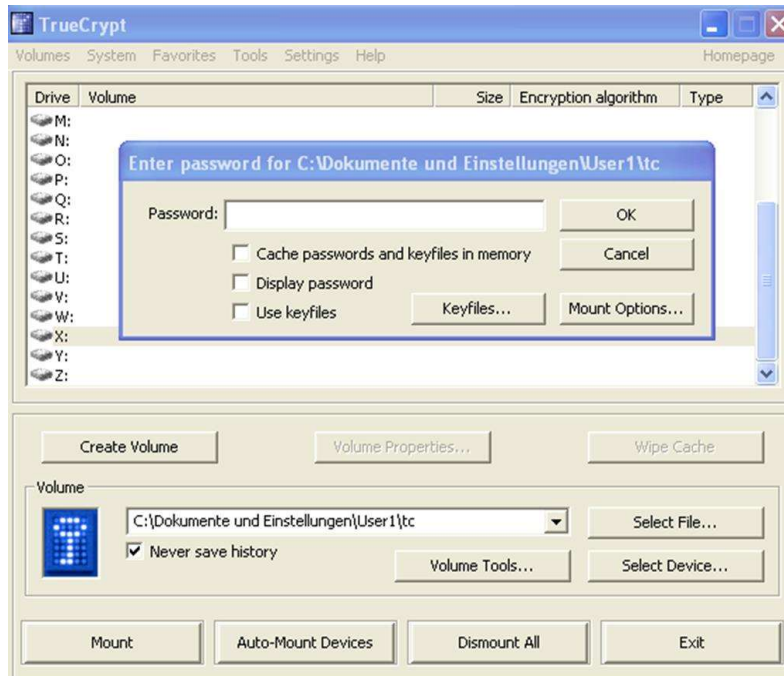 TrueCrypt
Volumes System Favorites Tools Settings Help Homepage
Drive Volume Size Encryption algorithm Type
M:
N:
O:
P:
Q:
R:
S:
T:
U:
V:
W:
X:
Y:
Z:
Enter password for C:\Dokumente und Einstellungen\User1\tc
Password: OK
Cache passwords and keyfiles in memory Cancel
Display password
Use keyfiles Keyfiles... Mount Options...
Create Volume Volume Properties... Wipe Cache
Volume
C:\Dokumente und Einstellungen\User1\tc Select File...
Never save history Volume Tools... Select Device...
Mount Auto-Mount Devices Dismount All Exit